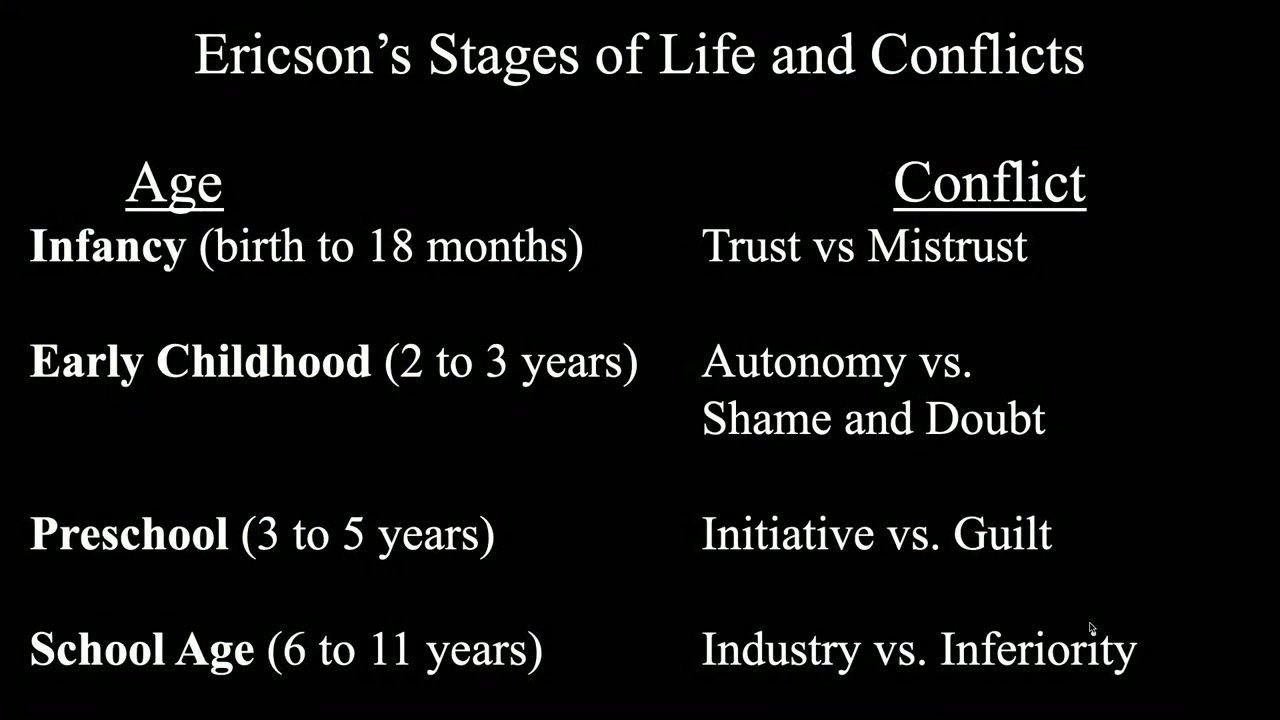 Ericson’s Stages of Life and Conflicts
Age Conflict
Infancy (birth to 18 months) Trust vs Mistrust
Early Childhood (2 to 3 years) Autonomy vs.
Shame and Doubt
Preschool (3 to 5 years) Initiative vs. Guilt
School Age (6 to 11 years) Industry vs. Inferiority